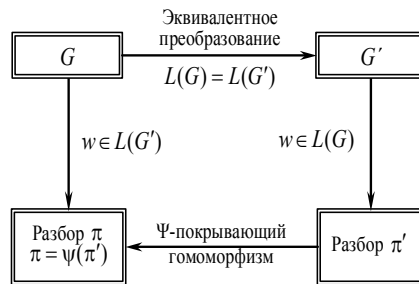 Эквивалентное
преобразование
G
G′
L(G) = L(G′)
w ∈ L(G′)
w ∈ L(G)
Разбор π
π = ψ(π′)
Ψ-покрывающий
гомоморфизм
Разбор π′